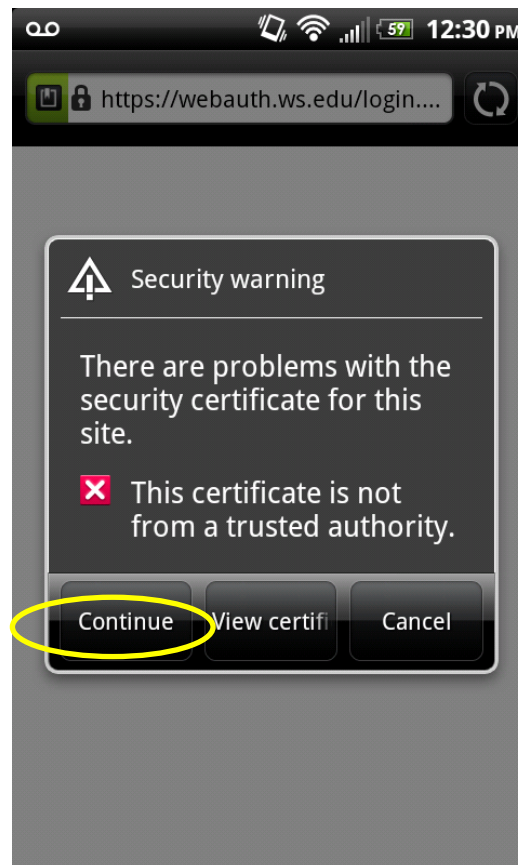 59 12:30 PM
https://webauth.ws.edu/login....
Security warning
There are problems with the
security certificate for this
site.
This certificate is not
from a trusted authority.
Continue View certifi Cancel